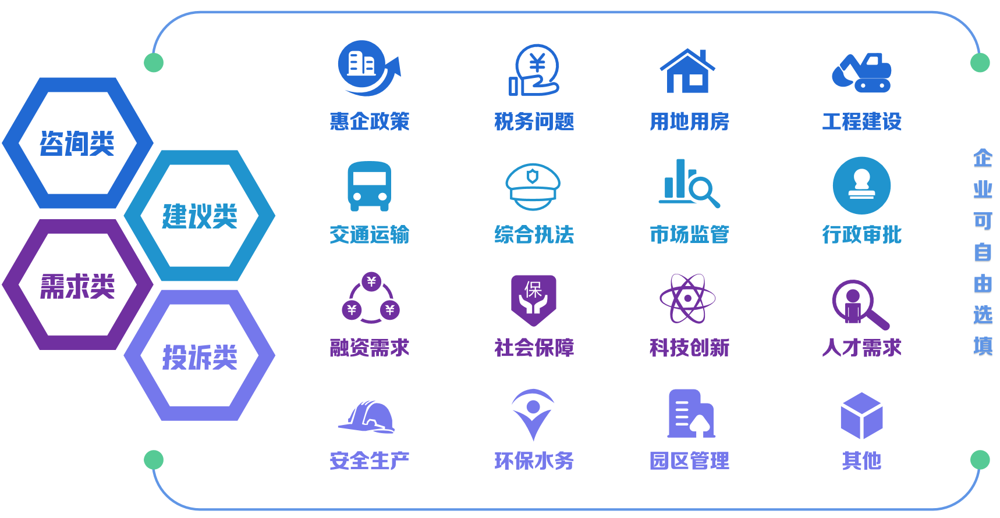 咨询类
建议类
需求类
投诉类
惠企政策
税务问题
用地用房
工程建设
交通运输
综合执法
市场监管
行政审批
¥
¥
¥
保
融资需求
社会保障
科技创新
人才需求
安全生产
环保水务
园区管理
其他
企业可自由选填